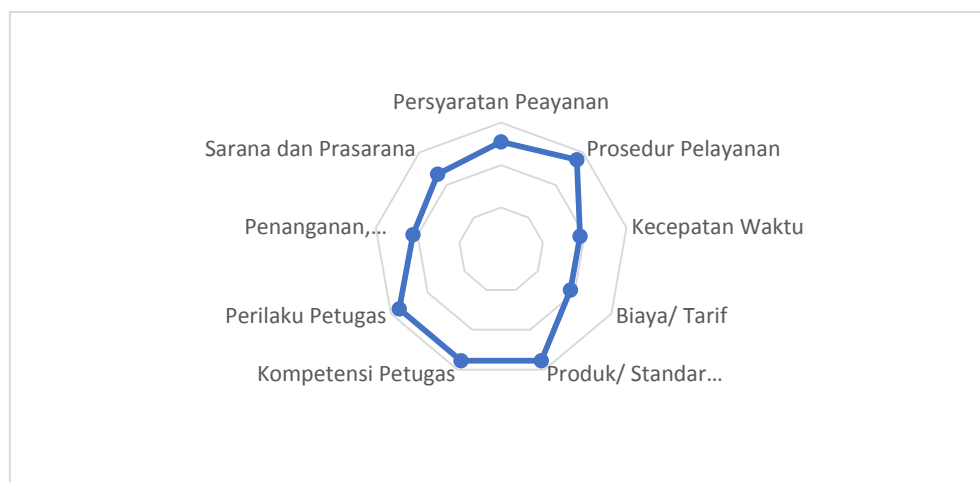 Persyaratan Peayanan
Prosedur Pelayanan
Kecepatan Waktu
Biaya/ Tarif
Produk/ Standar...
Kompetensi Petugas
Perilaku Petugas
Penanganan,...
Sarana dan Prasarana